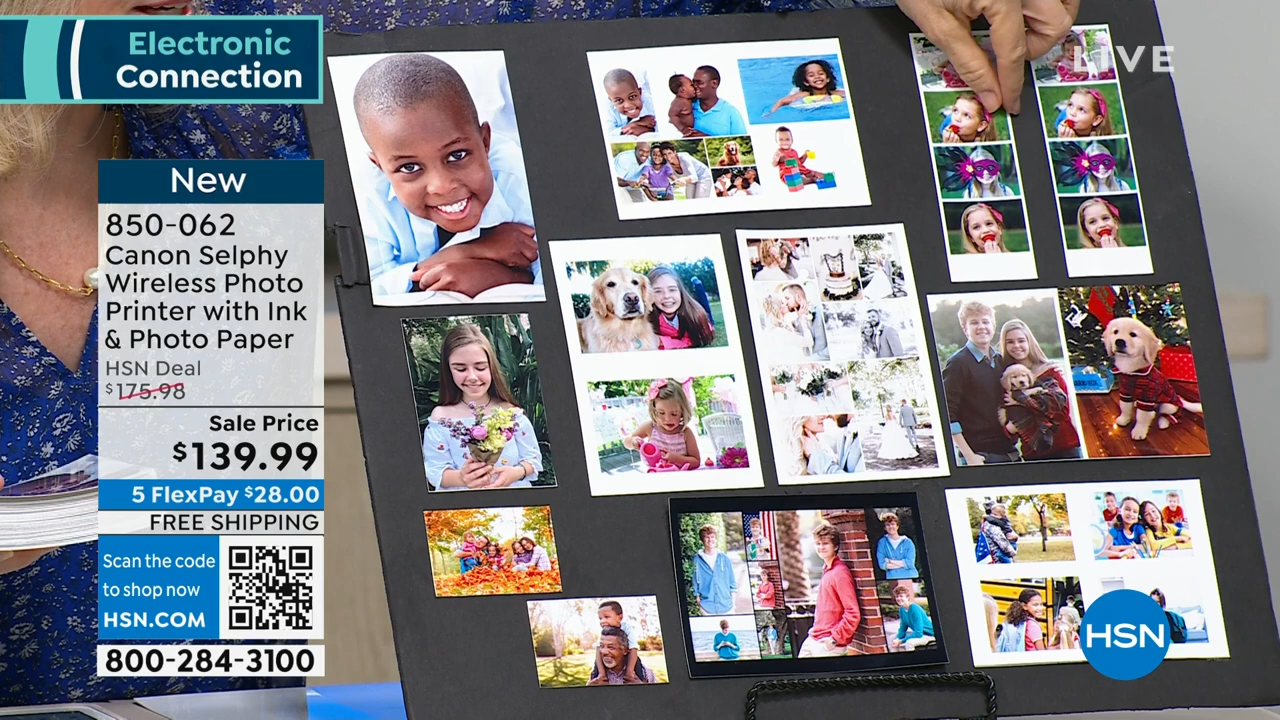 Electronic
Connection
LIVE
New
850-062
Canon Selphy
Wireless Photo
Printer with Ink
& Photo Paper
HSN Deal
$175.98
Sale Price
$139.99
5 FlexPay $28.00
FREE SHIPPING
Scan the code
to shop now
HSN.COM
800-284-3100
HSN